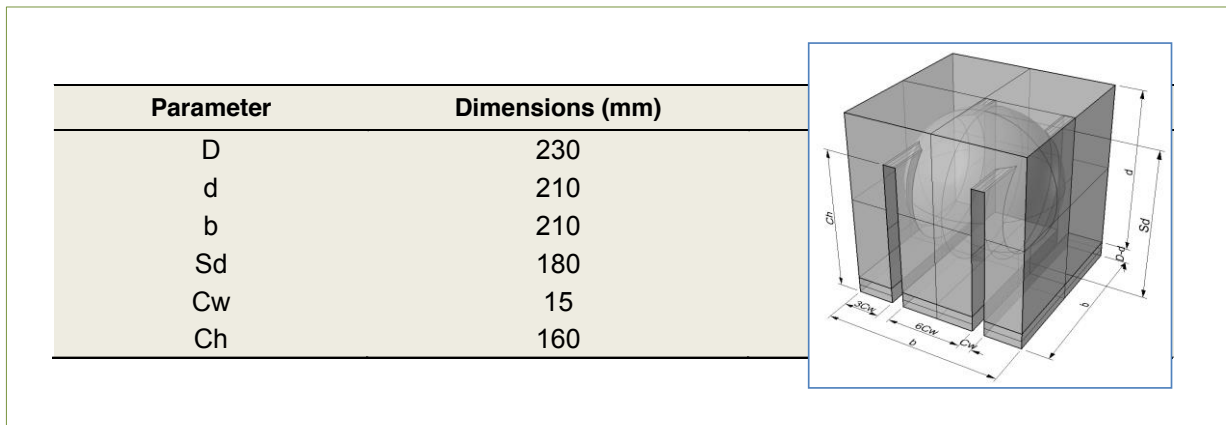 Parameter Dimensions (mm)
D 230
d 210
b 210
Sd 180
Cw 15
Ch 160
Ch
d
Sd
D-d
b
3Cw
6Cw
Cw
b